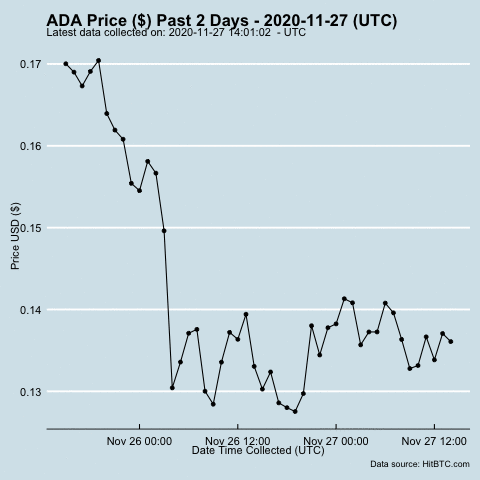 ADA Price ($) Past 2 Days - 2020-11-27 (UTC)
Latest data collected on: 2020-11-27 14:01:02 - UTC
0.17
0.16
0.15
0.14
0.13
Price USD ($)
Nov 26 00:00 Nov 26 12:00 Nov 27 00:00 Nov 27 12:00
Date Time Collected (UTC)
Data source: HitBTC.com